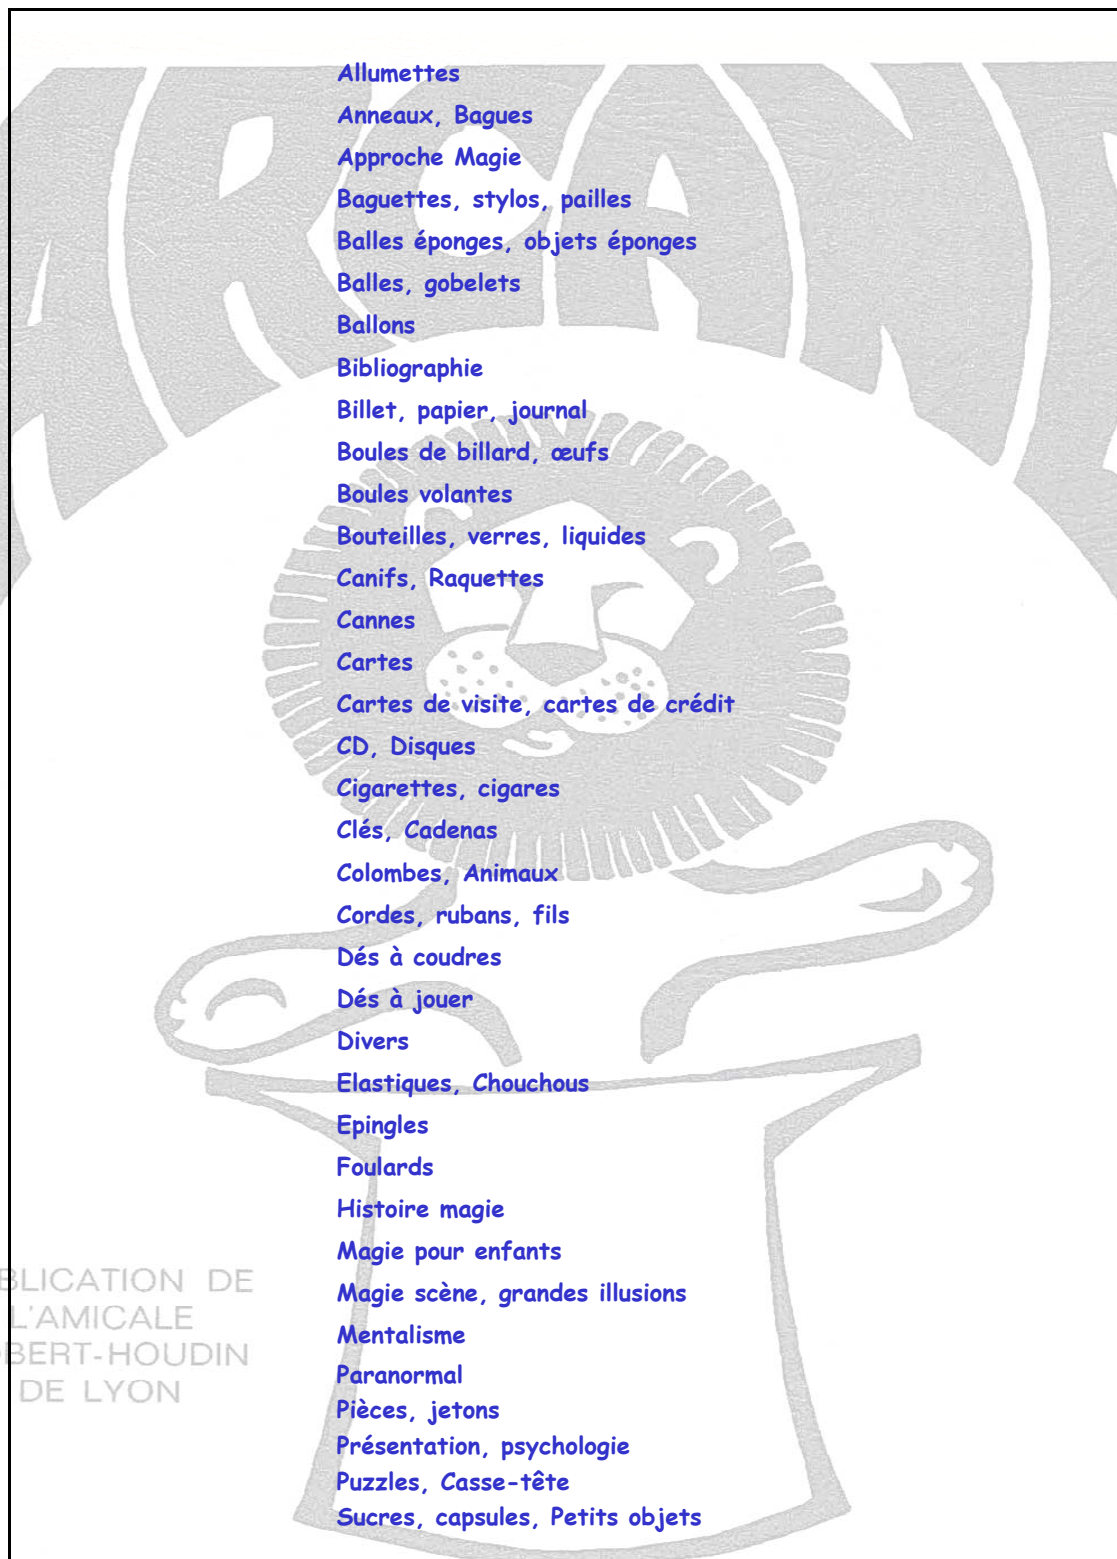 ARCANE
Allumettes
Anneaux, Bagues
Approche Magie
Baguettes, stylos, pailles
Balles éponges, objets éponges
Balles, gobelets
Ballons
Bibliographie
Billet, papier, journal
Boules de billard, œufs
Boules volantes
Bouteilles, verres, liquides
Canifs, Raquettes
Cannes
Cartes
Cartes de visite, cartes de crédit
CD, Disques
Cigarettes, cigares
Clés, Cadenas
Colombes, Animaux
Cordes, rubans, fils
Dés à coudres
Dés à jouer
Divers
Elastiques, Chouchous
Epingles
Foulards
Histoire magie
Magie pour enfants
Magie scène, grandes illusions
Mentalisme
Paranormal
Pièces, jetons
Présentation, psychologie
Puzzles, Casse-tête
Sucres, capsules, Petits objets
BLICATION DE
L'AMICALE
OBERT-HOUDIN
DE LYON